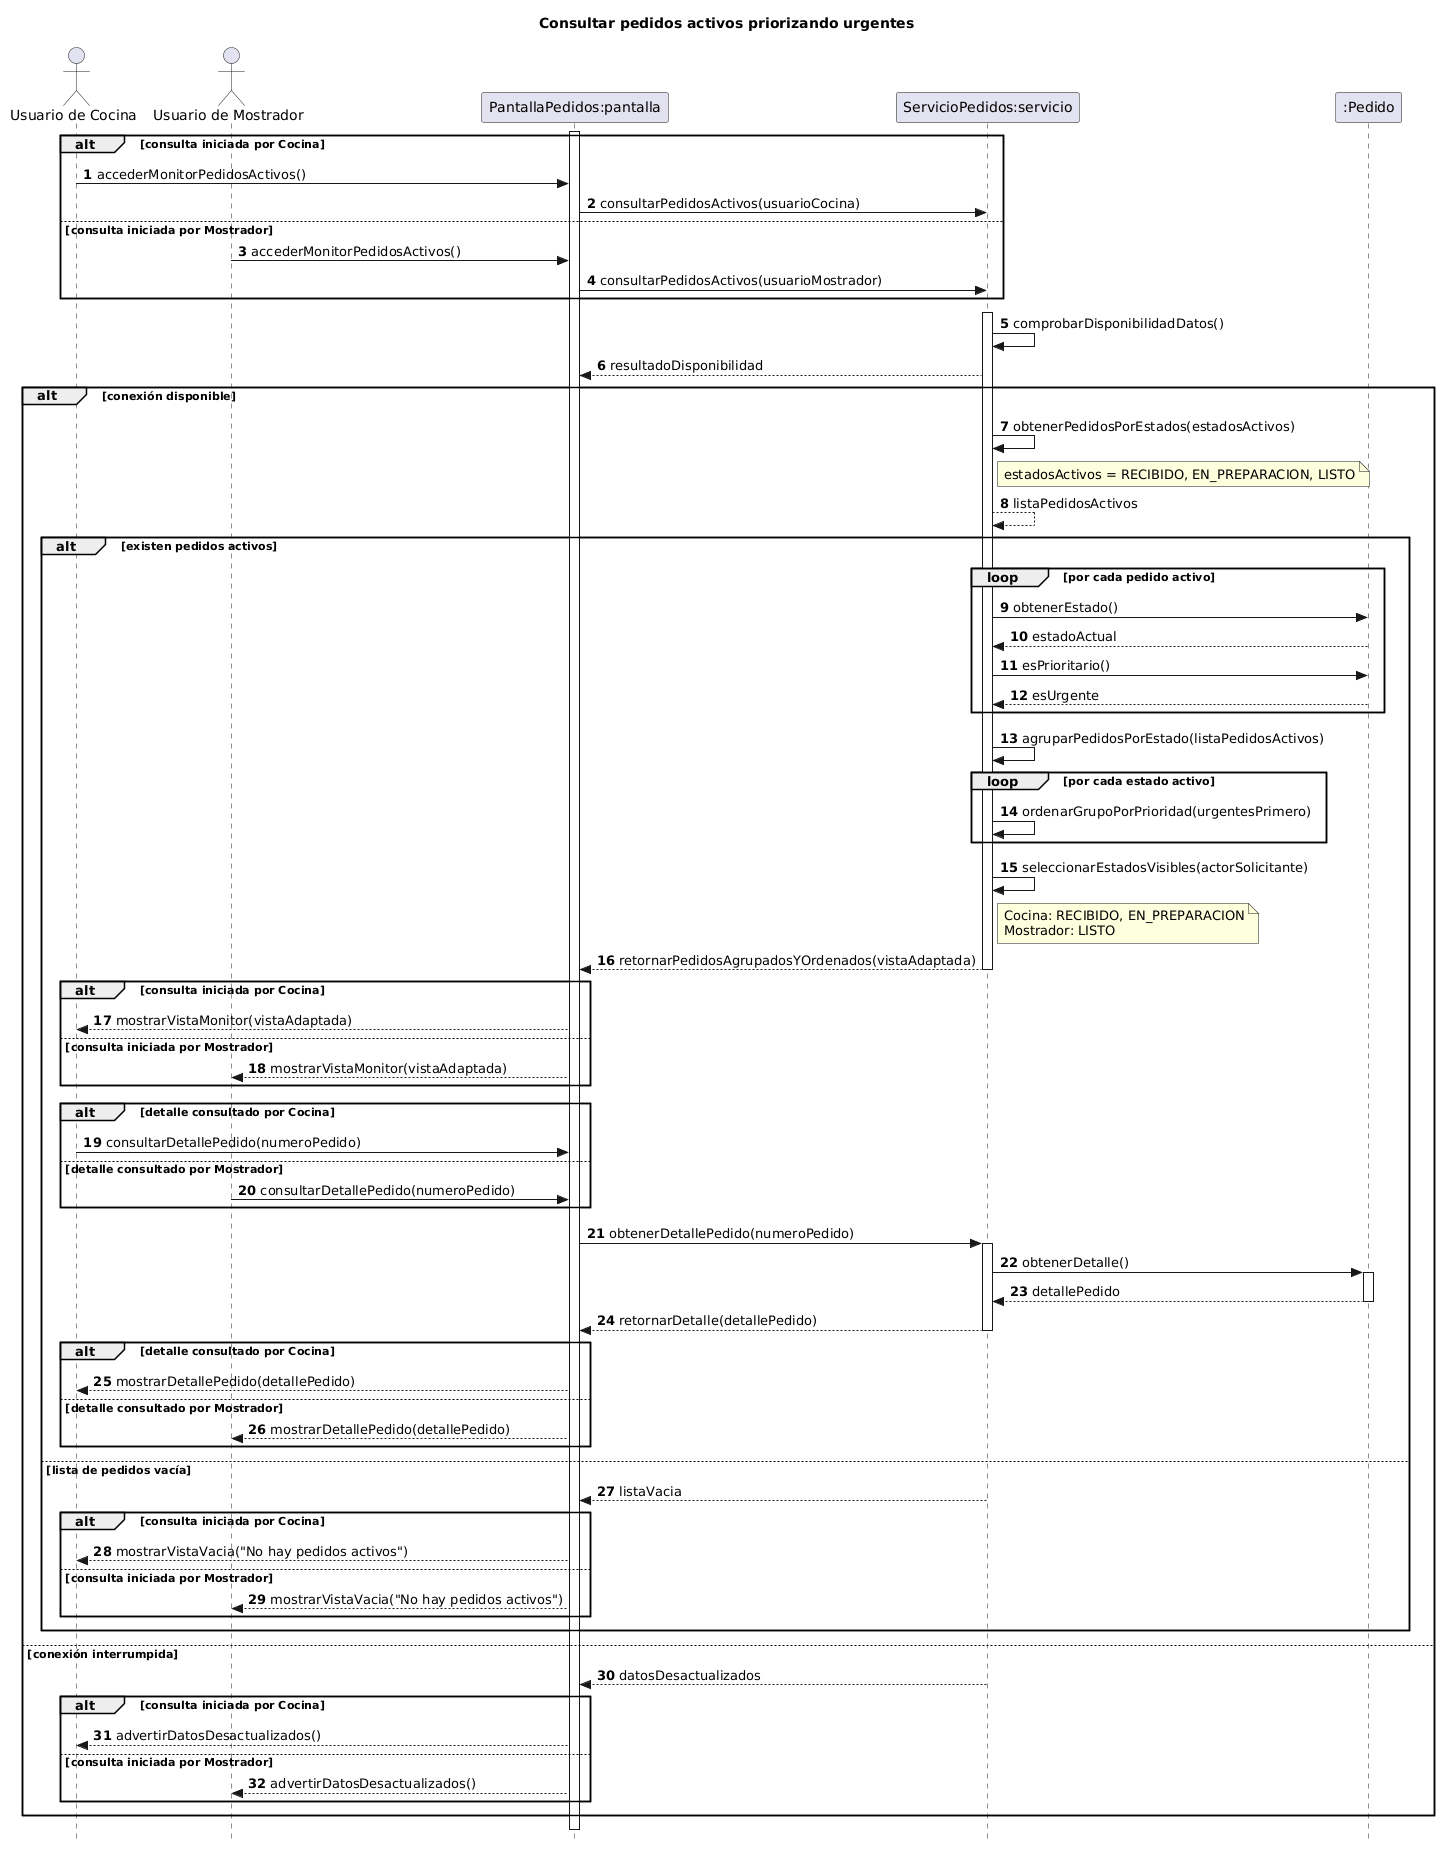 Consultar pedidos activos priorizando urgentes
Usuario de Cocina
Usuario de Mostrador
PantallaPedidos:pantalla
ServicioPedidos:servicio
:Pedido
alt [consulta iniciada por Cocina]
1 accederMonitorPedidosActivos()
2 consultarPedidosActivos(usuarioCocina)
[consulta iniciada por Mostrador]
3 accederMonitorPedidosActivos()
4 consultarPedidosActivos(usuarioMostrador)
5 comprobarDisponibilidadDatos()
6 resultadoDisponibilidad
alt [conexión disponible]
7 obtenerPedidosPorEstados(estadosActivos)
estadosActivos = RECIBIDO, EN_PREPARACION, LISTO
8 listaPedidosActivos
alt [existen pedidos activos]
loop [por cada pedido activo]
9 obtenerEstado()
10 estadoActual
11 esPrioritario()
12 esUrgente
13 agruparPedidosPorEstado(listaPedidosActivos)
loop [por cada estado activo]
14 ordenarGrupoPorPrioridad(urgentesPrimero)
15 seleccionarEstadosVisibles(actorSolicitante)
Cocina: RECIBIDO, EN_PREPARACION
Mostrador: LISTO
16 retornarPedidosAgrupadosYOrdenados(vistaAdaptada)
alt [consulta iniciada por Cocina]
17 mostrarVistaMonitor(vistaAdaptada)
[consulta iniciada por Mostrador]
18 mostrarVistaMonitor(vistaAdaptada)
alt [detalle consultado por Cocina]
19 consultarDetallePedido(numeroPedido)
[detalle consultado por Mostrador]
20 consultarDetallePedido(numeroPedido)
21 obtenerDetallePedido(numeroPedido)
22 obtenerDetalle()
23 detallePedido
24 retornarDetalle(detallePedido)
alt [detalle consultado por Cocina]
25 mostrarDetallePedido(detallePedido)
[detalle consultado por Mostrador]
26 mostrarDetallePedido(detallePedido)
[lista de pedidos vacía]
27 listaVacia
alt [consulta iniciada por Cocina]
28 mostrarVistaVacia("No hay pedidos activos")
[consulta iniciada por Mostrador]
29 mostrarVistaVacia("No hay pedidos activos")
[conexión interrumpida]
30 datosDesactualizados
alt [consulta iniciada por Cocina]
31 advertirDatosDesactualizados()
[consulta iniciada por Mostrador]
32 advertirDatosDesactualizados()